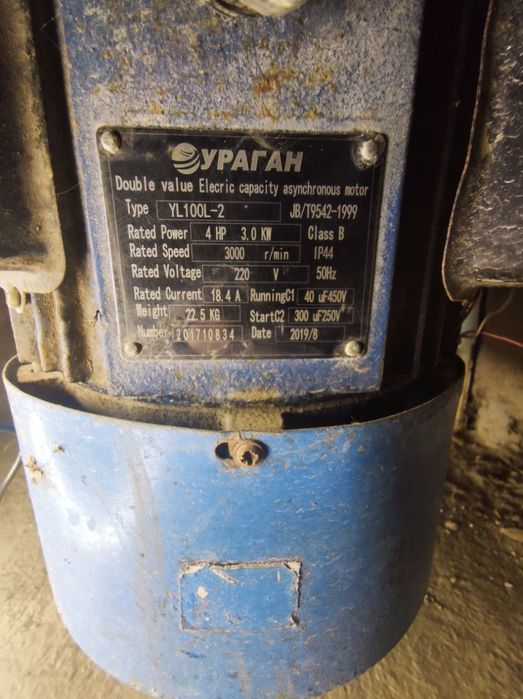 УРАГАН
Double value Elecric capacity asynchronous motor
Type YL100L-2 JB/T9542-1999
Rated Power 4 HP 3.0 KW Class B
Rated Speed 3000 r/min IP44
Rated Voltage 220 V 50Hz
Rated Current 18.4 A RunningC1 40 uF450V
Weight 22.5 KG StartC2 300 uF250V
Number 201710834 Date 2019/8